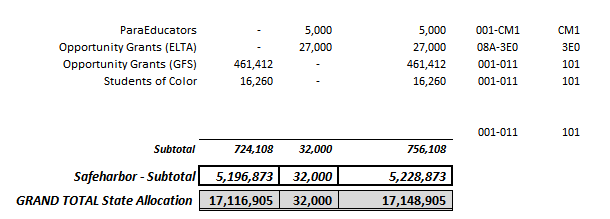 ParaEducators - 5,000 5,000 001-CM1 CM1
Opportunity Grants (ELTA) - 27,000 27,000 08A-3E0 3E0
Opportunity Grants (GFS) 461,412 - 461,412 001-011 101
Students of Color 16,260 - 16,260 001-011 101
001-011 101
Subtotal 724,108 32,000 756,108
Safeharbor - Subtotal 5,196,873 32,000 5,228,873
GRAND TOTAL State Allocation 17,116,905 32,000 17,148,905